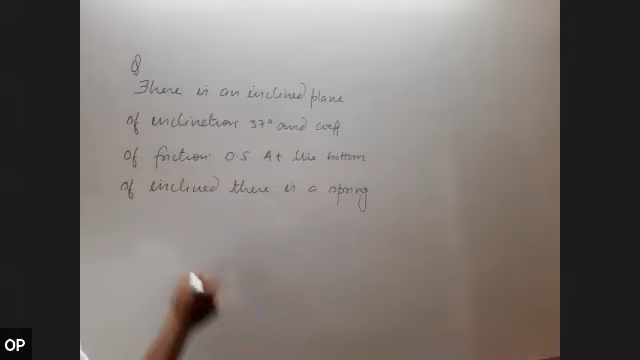 Q
There is an inclined plane
of inclination 37° and coeff
of friction 0.5 At the bottom
of inclined there is a spring
OP